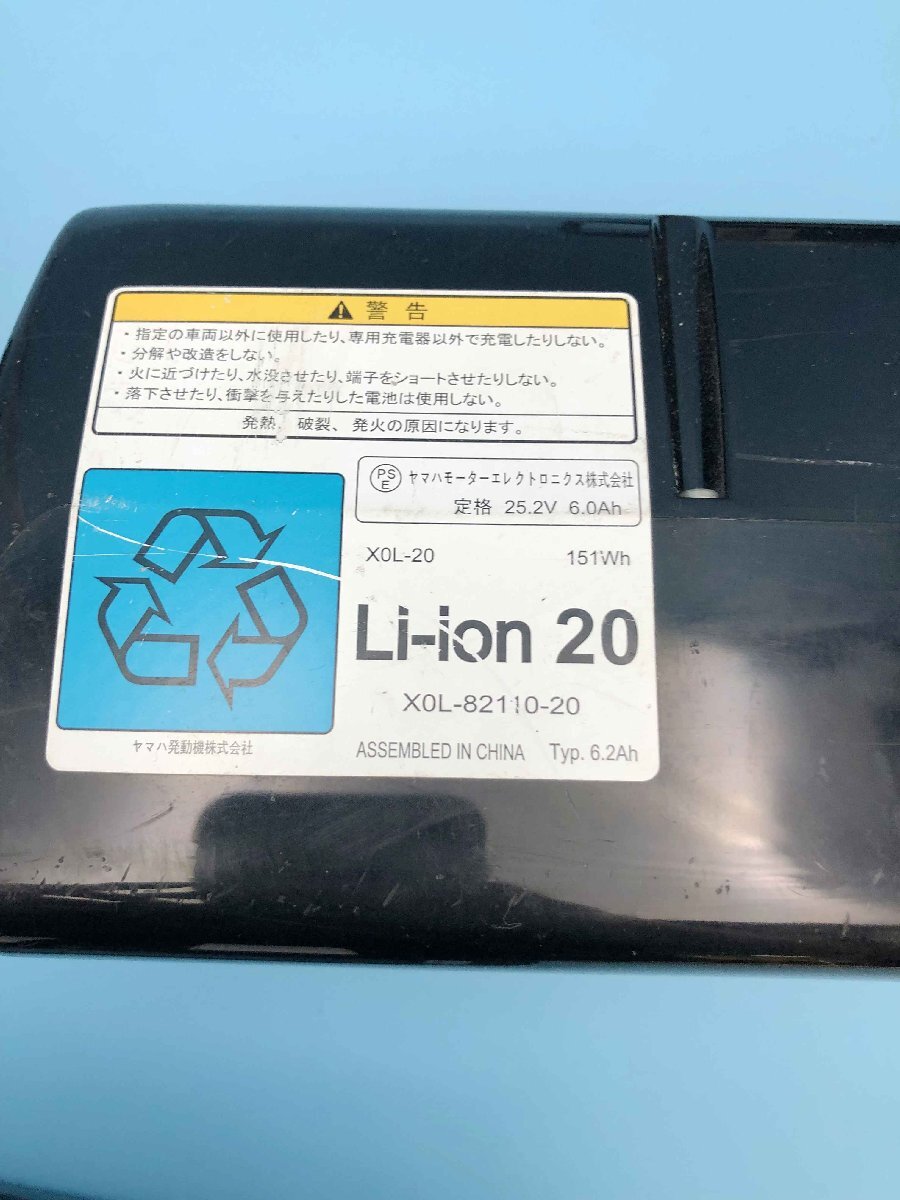 ⚠警告
・指定の車両以外に使用したり、専用充電器以外で充電したりしない。
・分解や改造をしない。
・火に近づけたり、水没させたり、端子をショートさせたりしない。
・落下させたり、衝撃を与えたりした電池は使用しない。
発熱、破裂、発火の原因になります。
PSE ヤマハモーターエレクトロニクス株式会社
定格 25.2V 6.0Ah
X0L-20 151Wh
Li-ion 20
X0L-82110-20
ヤマハ発動機株式会社
ASSEMBLED IN CHINA Typ. 6.2Ah